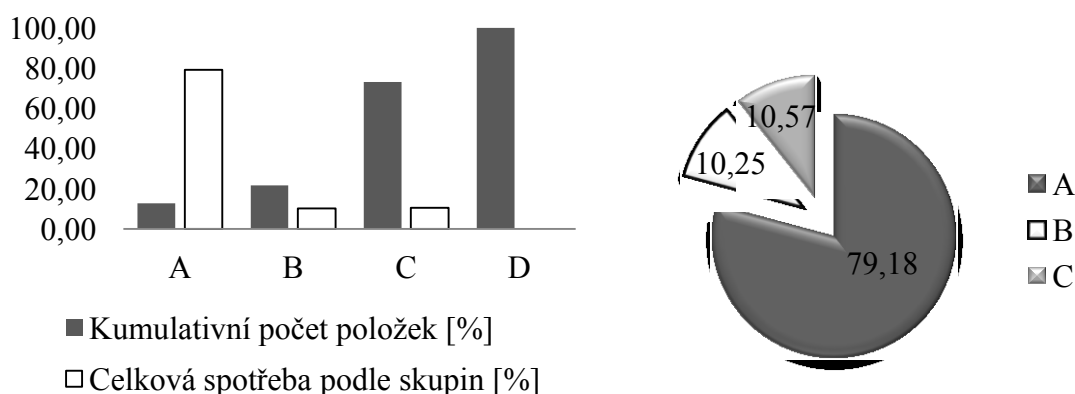 100,00
80,00
60,00
40,00
20,00
0,00
A B C D
Kumulativní počet položek [%]
Celková spotřeba podle skupin [%]
10,57
10,25
79,18
A
B
C